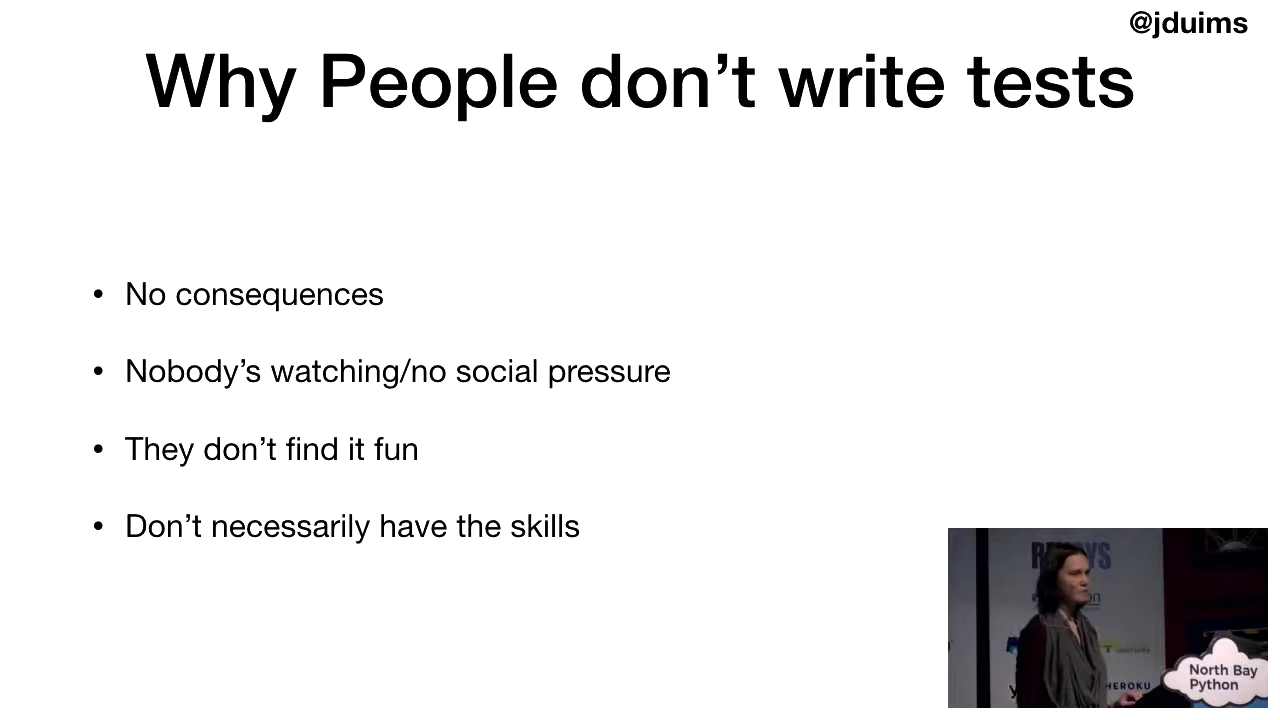 @jduims
Why People don’t write tests
• No consequences
• Nobody’s watching/no social pressure
• They don’t find it fun
• Don’t necessarily have the skills
HEROKU
North Bay
Python